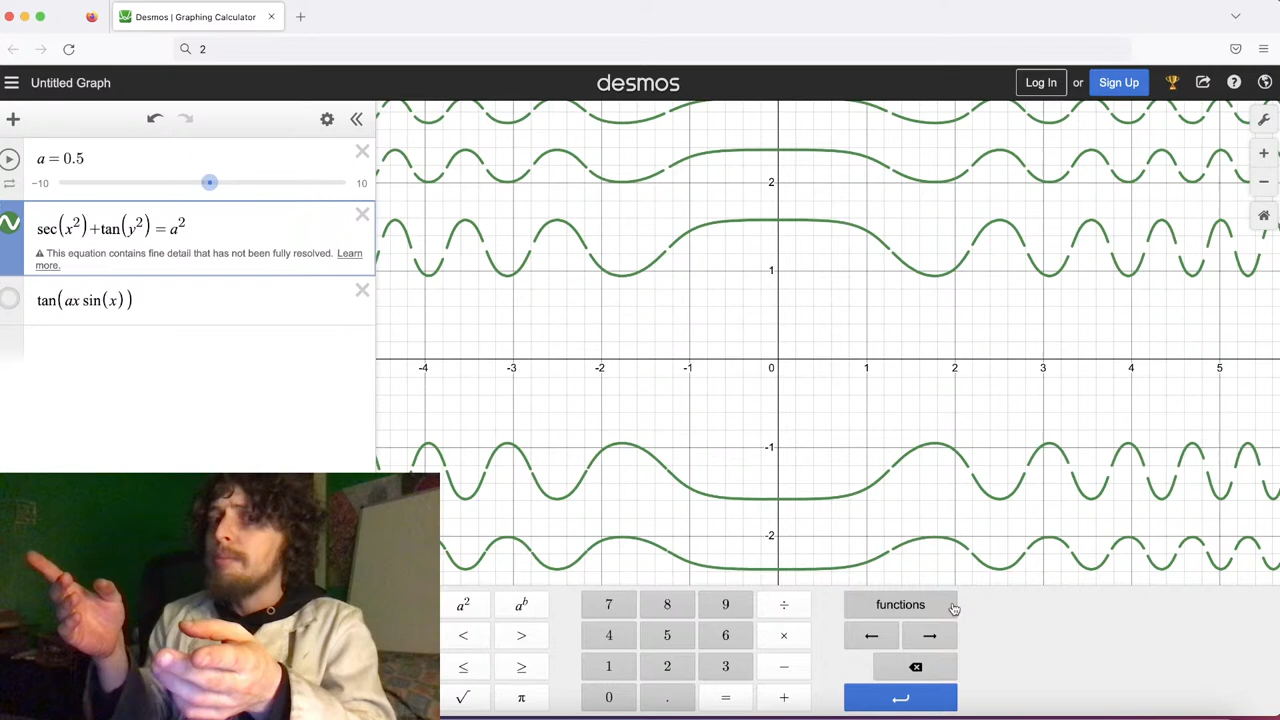 Desmos | Graphing Calculator
2
Untitled Graph
desmos
Log In or Sign Up
a = 0.5
-10 10
sec(x²)+tan(y²) = a²
This equation contains fine detail that has not been fully resolved. Learn
more.
tan(ax sin(x))
2
1
-4 -3 -2 -1 0 1 2 3 4 5
-1
-2
a² aᵇ 7 8 9 ÷ functions
< > 4 5 6 × ← →
≤ ≥ 1 2 3 −
√ π 0 . = +